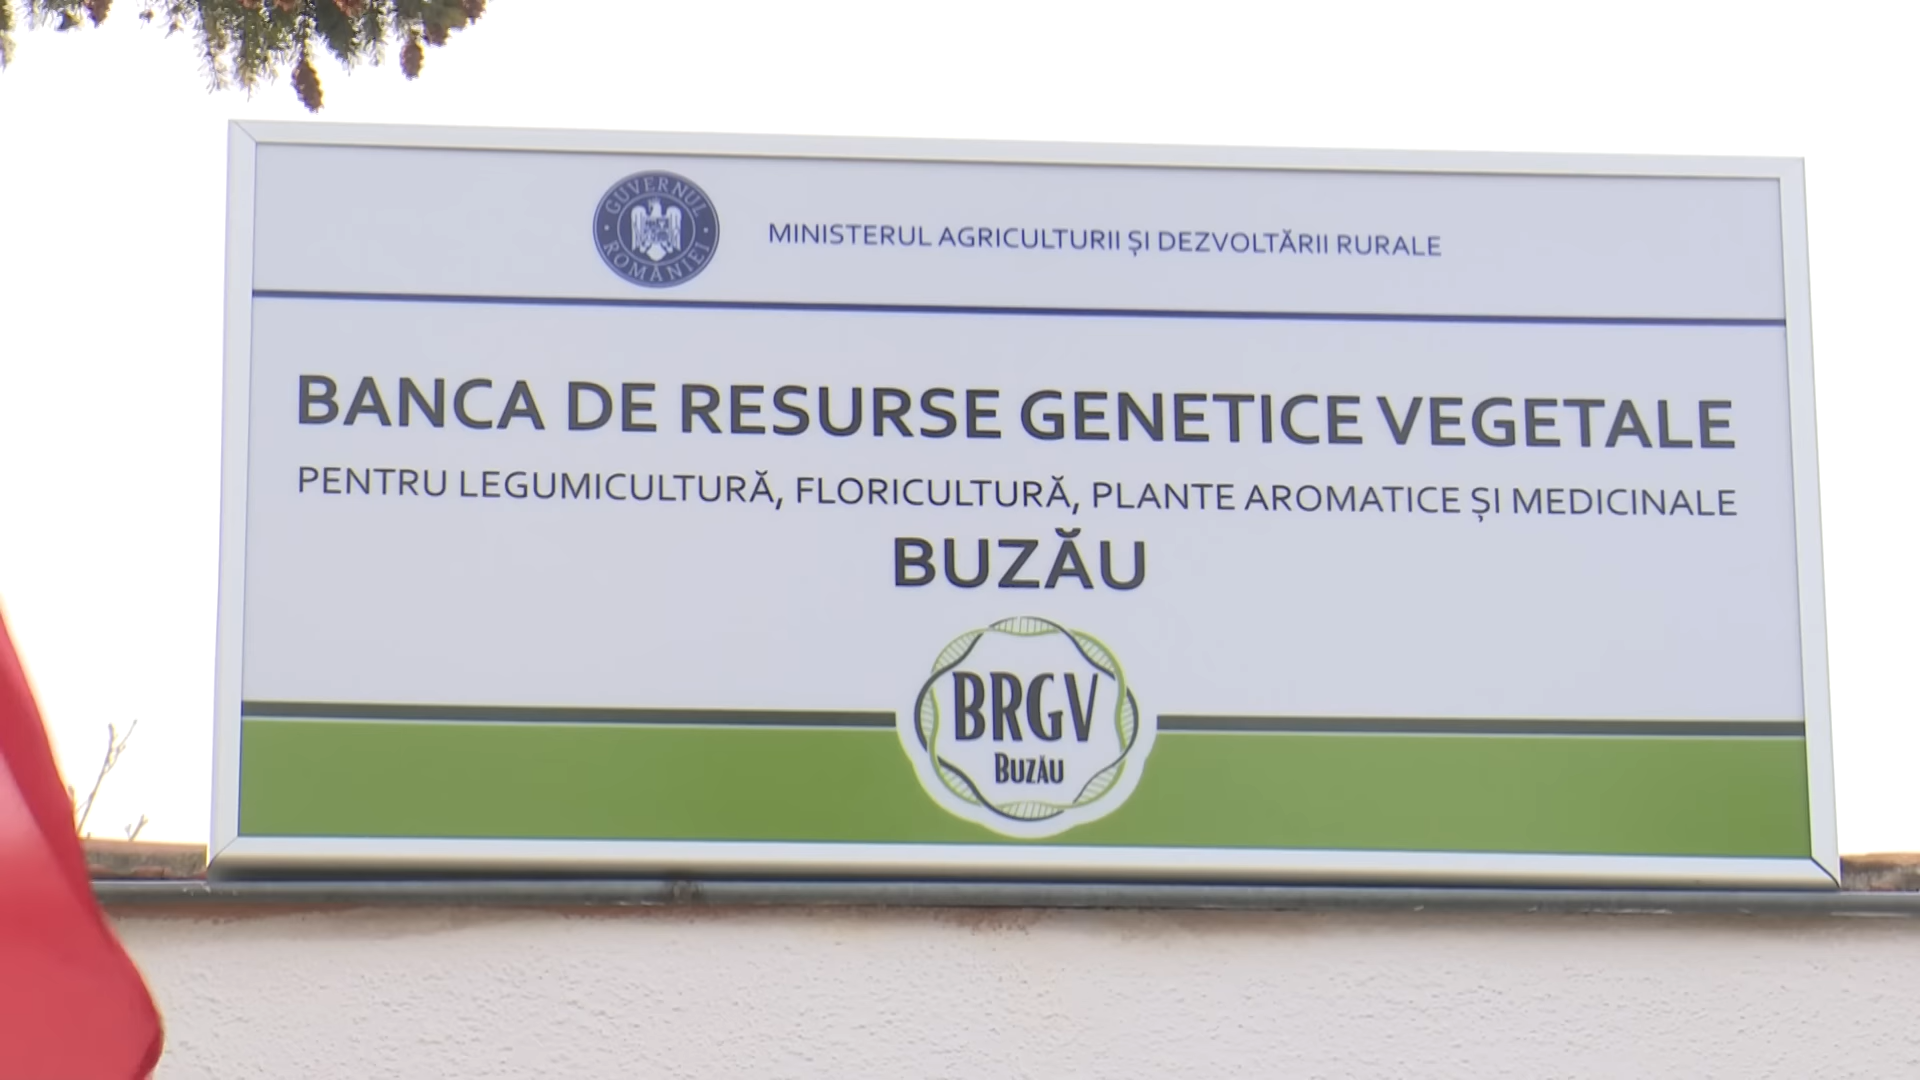 GUVERNUL ROMÂNIEI
MINISTERUL AGRICULTURII ȘI DEZVOLTĂRII RURALE
BANCA DE RESURSE GENETICE VEGETALE
PENTRU LEGUMICULTURĂ, FLORICULTURĂ, PLANTE AROMATICE ȘI MEDICINALE
BUZĂU
BRGV
BUZĂU